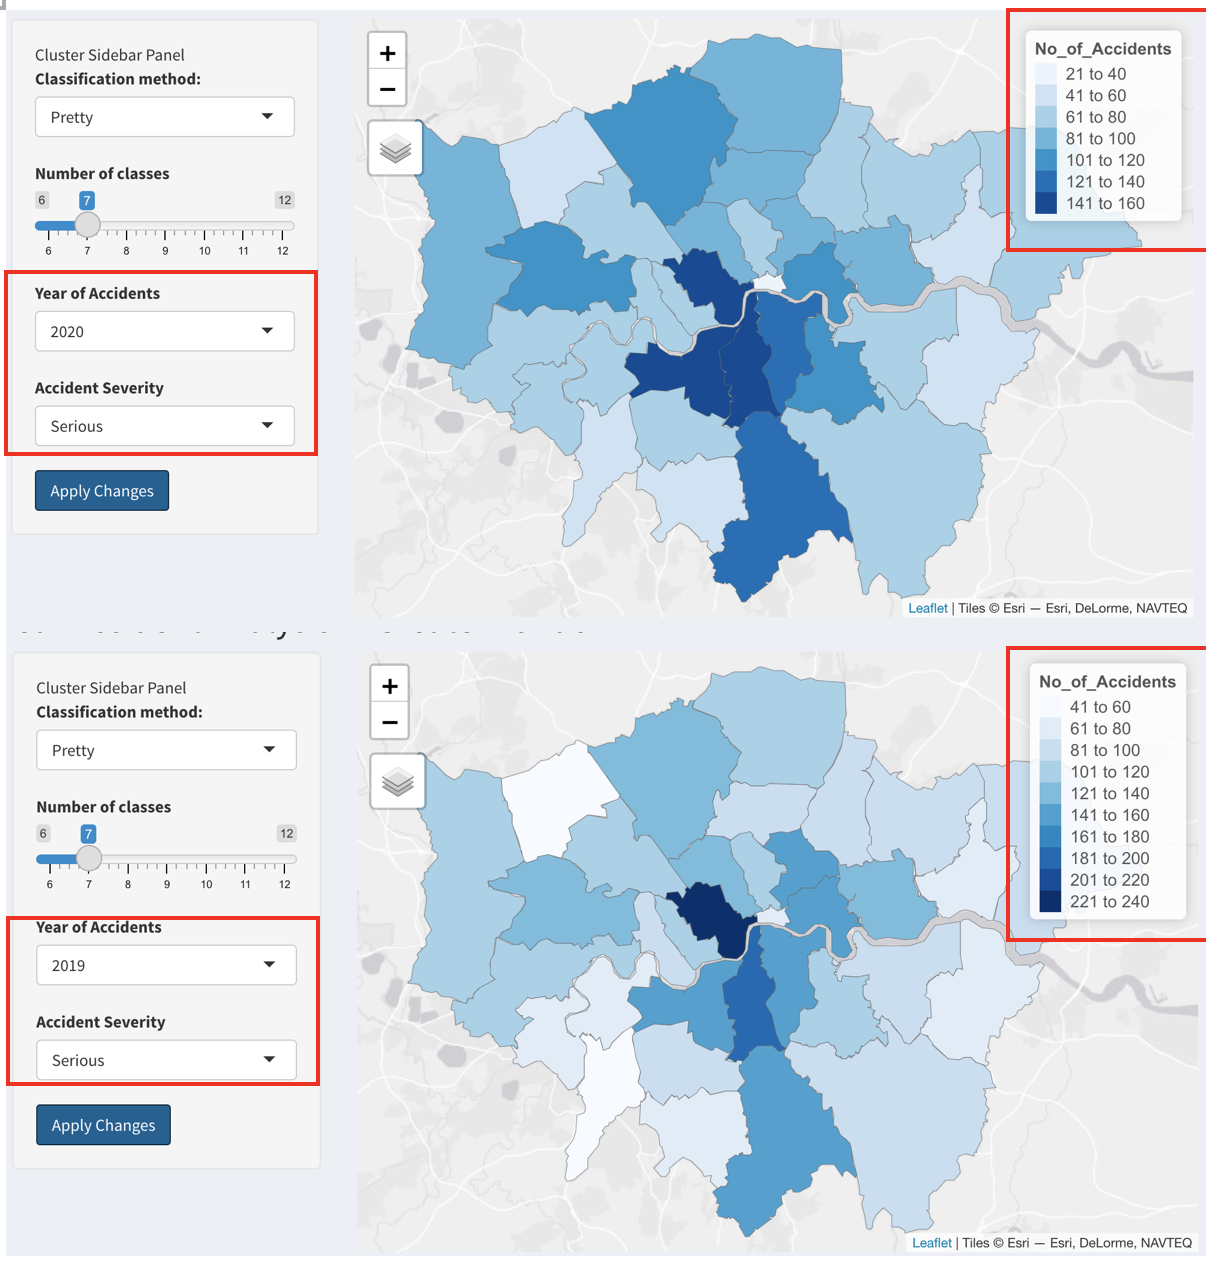 Cluster Sidebar Panel
Classification method:
Pretty
Number of classes
6 7 12
6 7 8 9 10 11 12
Year of Accidents
2020
Accident Severity
Serious
Apply Changes
+
−
No_of_Accidents
21 to 40
41 to 60
61 to 80
81 to 100
101 to 120
121 to 140
141 to 160
Leaflet | Tiles © Esri — Esri, DeLorme, NAVTEQ
Cluster Sidebar Panel
Classification method:
Pretty
Number of classes
6 7 12
6 7 8 9 10 11 12
Year of Accidents
2019
Accident Severity
Serious
Apply Changes
+
−
No_of_Accidents
41 to 60
61 to 80
81 to 100
101 to 120
121 to 140
141 to 160
161 to 180
181 to 200
201 to 220
221 to 240
Leaflet | Tiles © Esri — Esri, DeLorme, NAVTEQ